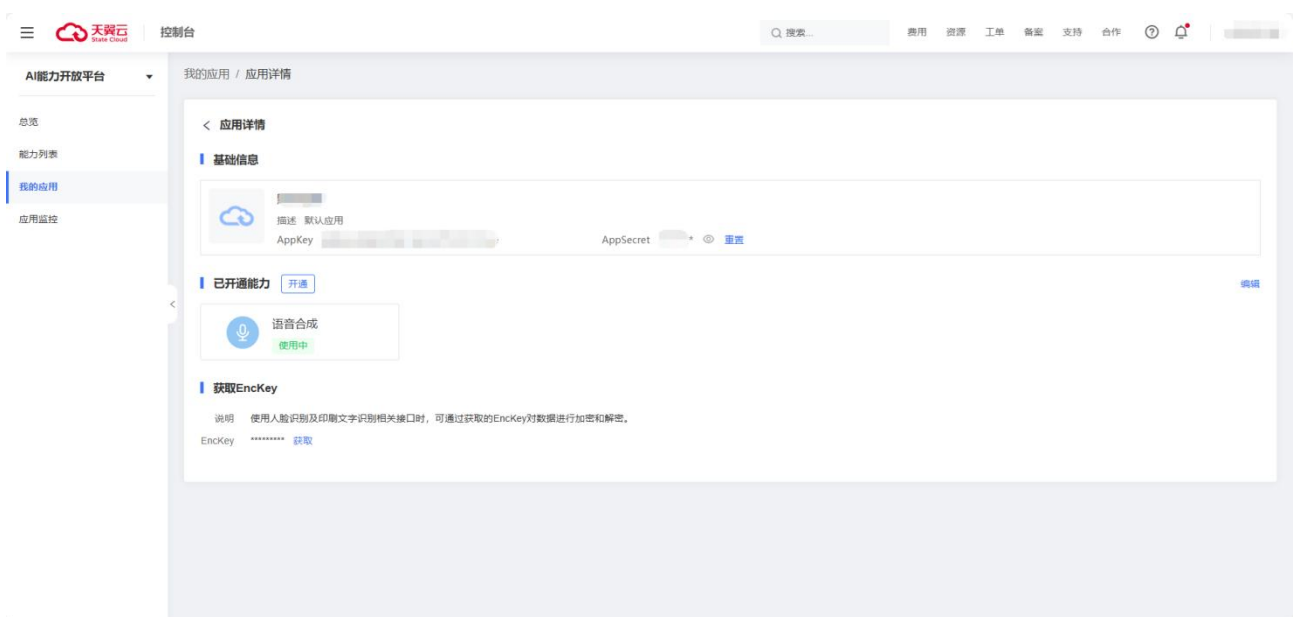 天翼云
State Cloud
控制台
搜索...
费用 资源 工单 备案 支持 合作
AI能力开放平台
我的应用 / 应用详情
总览
能力列表
我的应用
应用监控
< 应用详情
基础信息
描述 默认应用
AppKey
AppSecret * 重置
已开通能力 开通 编辑
语音合成
使用中
获取EncKey
说明 使用人脸识别及印刷文字识别相关接口时，可通过获取的EncKey对数据进行加密和解密。
EncKey ********* 获取